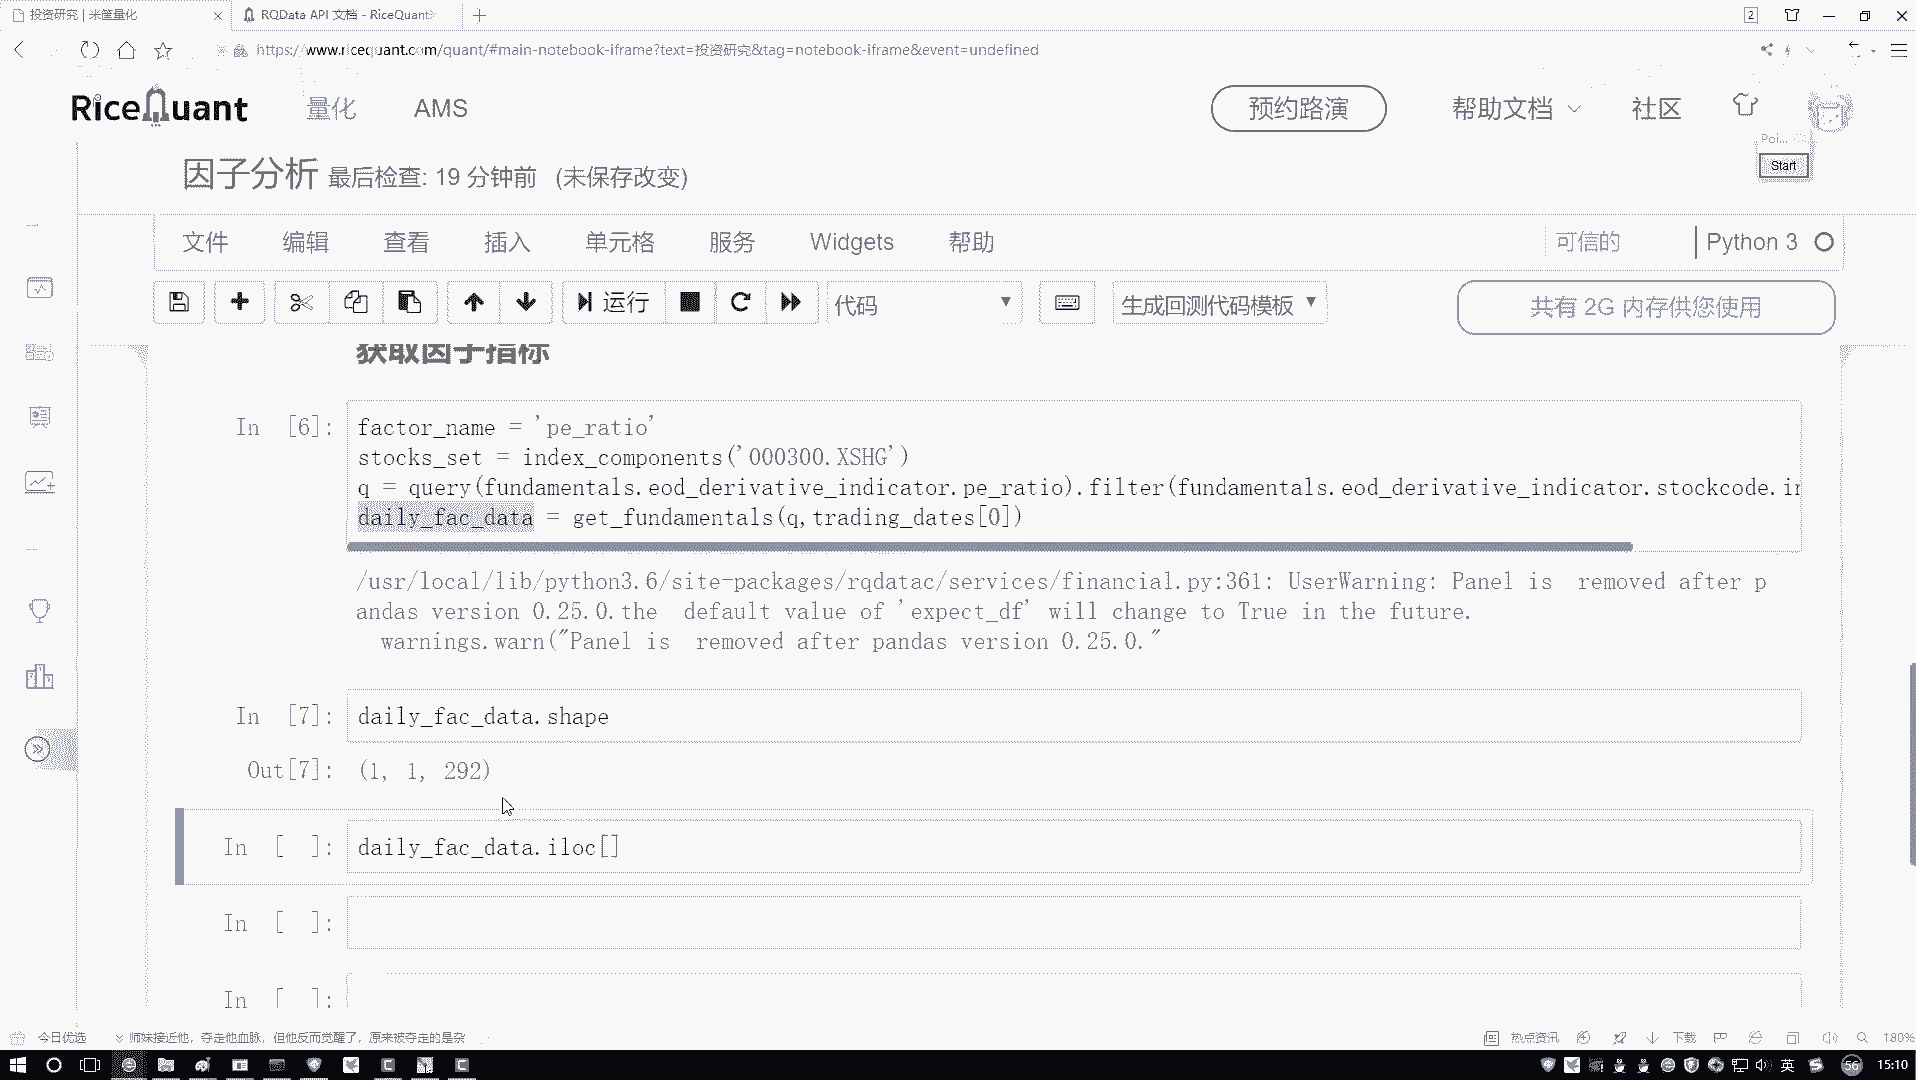 投资研究 | 米筐量化
RQData API 文档 - RiceQuant
2
https://www.ricequant.com/quant/#main-notebook-iframe?text=投资研究&tag=notebook-iframe&event=undefined
RiceQuant 量化 AMS 预约路演 帮助文档 社区
Poi...
Start
因子分析 最后检查: 19 分钟前 (未保存改变)
文件 编辑 查看 插入 单元格 服务 Widgets 帮助 可信的 Python 3
运行 代码 生成回测代码模板 共有 2G 内存供您使用
获取因子指标
In [6]:
factor_name = 'pe_ratio'
stocks_set = index_components('000300.XSHG')
q = query(fundamentals.eod_derivative_indicator.pe_ratio).filter(fundamentals.eod_derivative_indicator.stockcode.in
daily_fac_data = get_fundamentals(q,trading_dates[0])
/usr/local/lib/python3.6/site-packages/rqdatac/services/financial.py:361: UserWarning: Panel is removed after p
andas version 0.25.0.the default value of 'expect_df' will change to True in the future.
warnings.warn("Panel is removed after pandas version 0.25.0."
In [7]: daily_fac_data.shape
Out[7]: (1, 1, 292)
In [ ]: daily_fac_data.iloc[]
In [ ]:
In [ ]:
今日优选 师妹接近他，夺走他血脉，但他反而觉醒了，原来被夺走的是杂 热点资讯 下载 180%
英 56 15:10